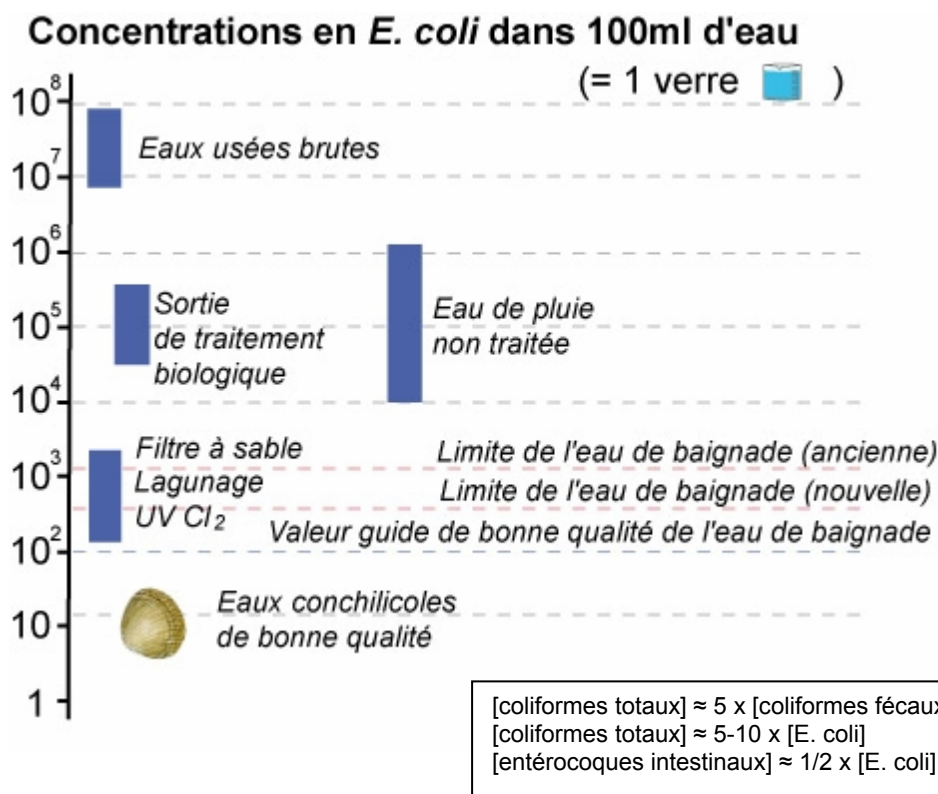 Concentrations en E. coli dans 100ml d'eau
(= 1 verre )
10⁸
Eaux usées brutes
10⁷
10⁶
Sortie
de traitement
biologique
Eau de pluie
non traitée
10⁵
10⁴
Filtre à sable
Lagunage
UV Cl₂
Limite de l'eau de baignade (ancienne)
10³
Limite de l'eau de baignade (nouvelle)
Valeur guide de bonne qualité de l'eau de baignade
10²
Eaux conchilicoles
de bonne qualité
10
1
[coliformes totaux] ≈ 5 x [coliformes fécaux
[coliformes totaux] ≈ 5-10 x [E. coli]
[entérocoques intestinaux] ≈ 1/2 x [E. coli]